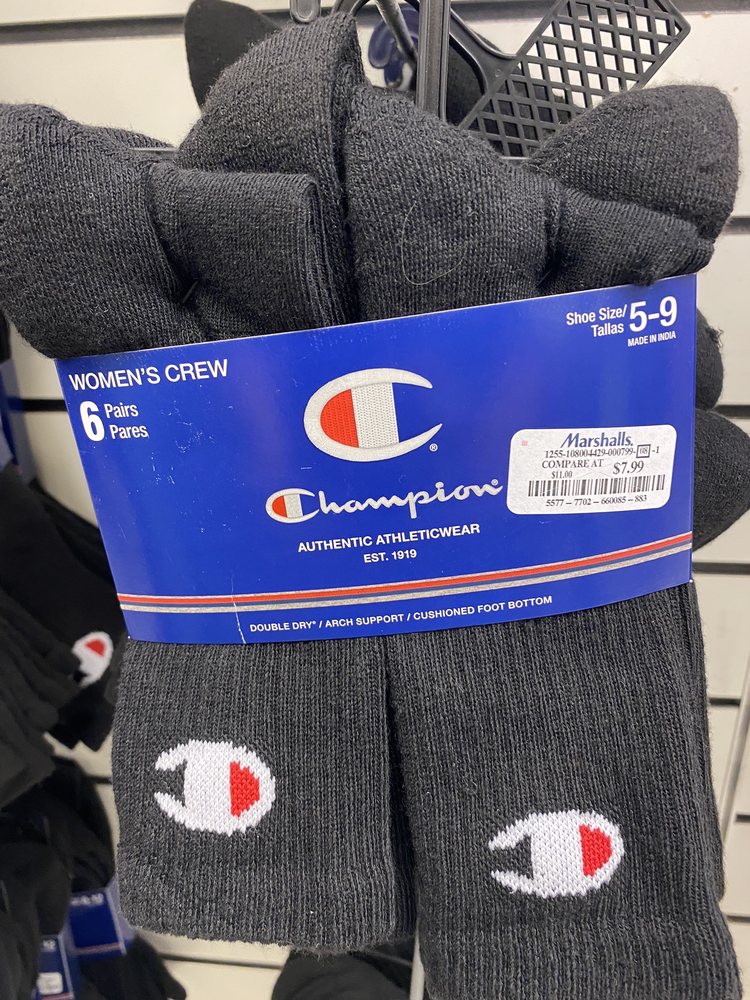 Shoe Size/ 5-9
Tallas
MADE IN INDIA
WOMEN'S CREW
6 Pairs
Pares
Champion®
AUTHENTIC ATHLETICWEAR
EST. 1919
DOUBLE DRY® / ARCH SUPPORT / CUSHIONED FOOT BOTTOM
Marshalls.
1255-108004429-000799-08-1
COMPARE AT $7.99
$11.00
5577-7702-660085-883